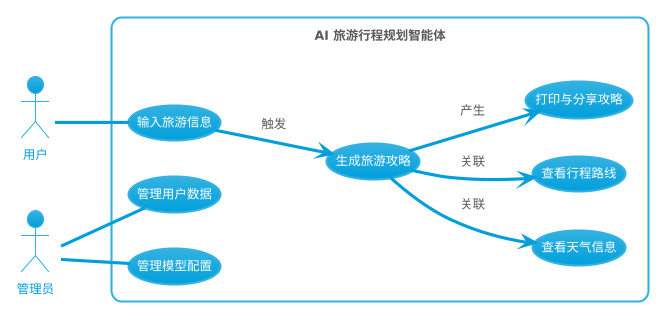 AI 旅游行程规划智能体
用户
管理员
输入旅游信息
管理用户数据
管理模型配置
触发
生成旅游攻略
产生
关联
关联
打印与分享攻略
查看行程路线
查看天气信息